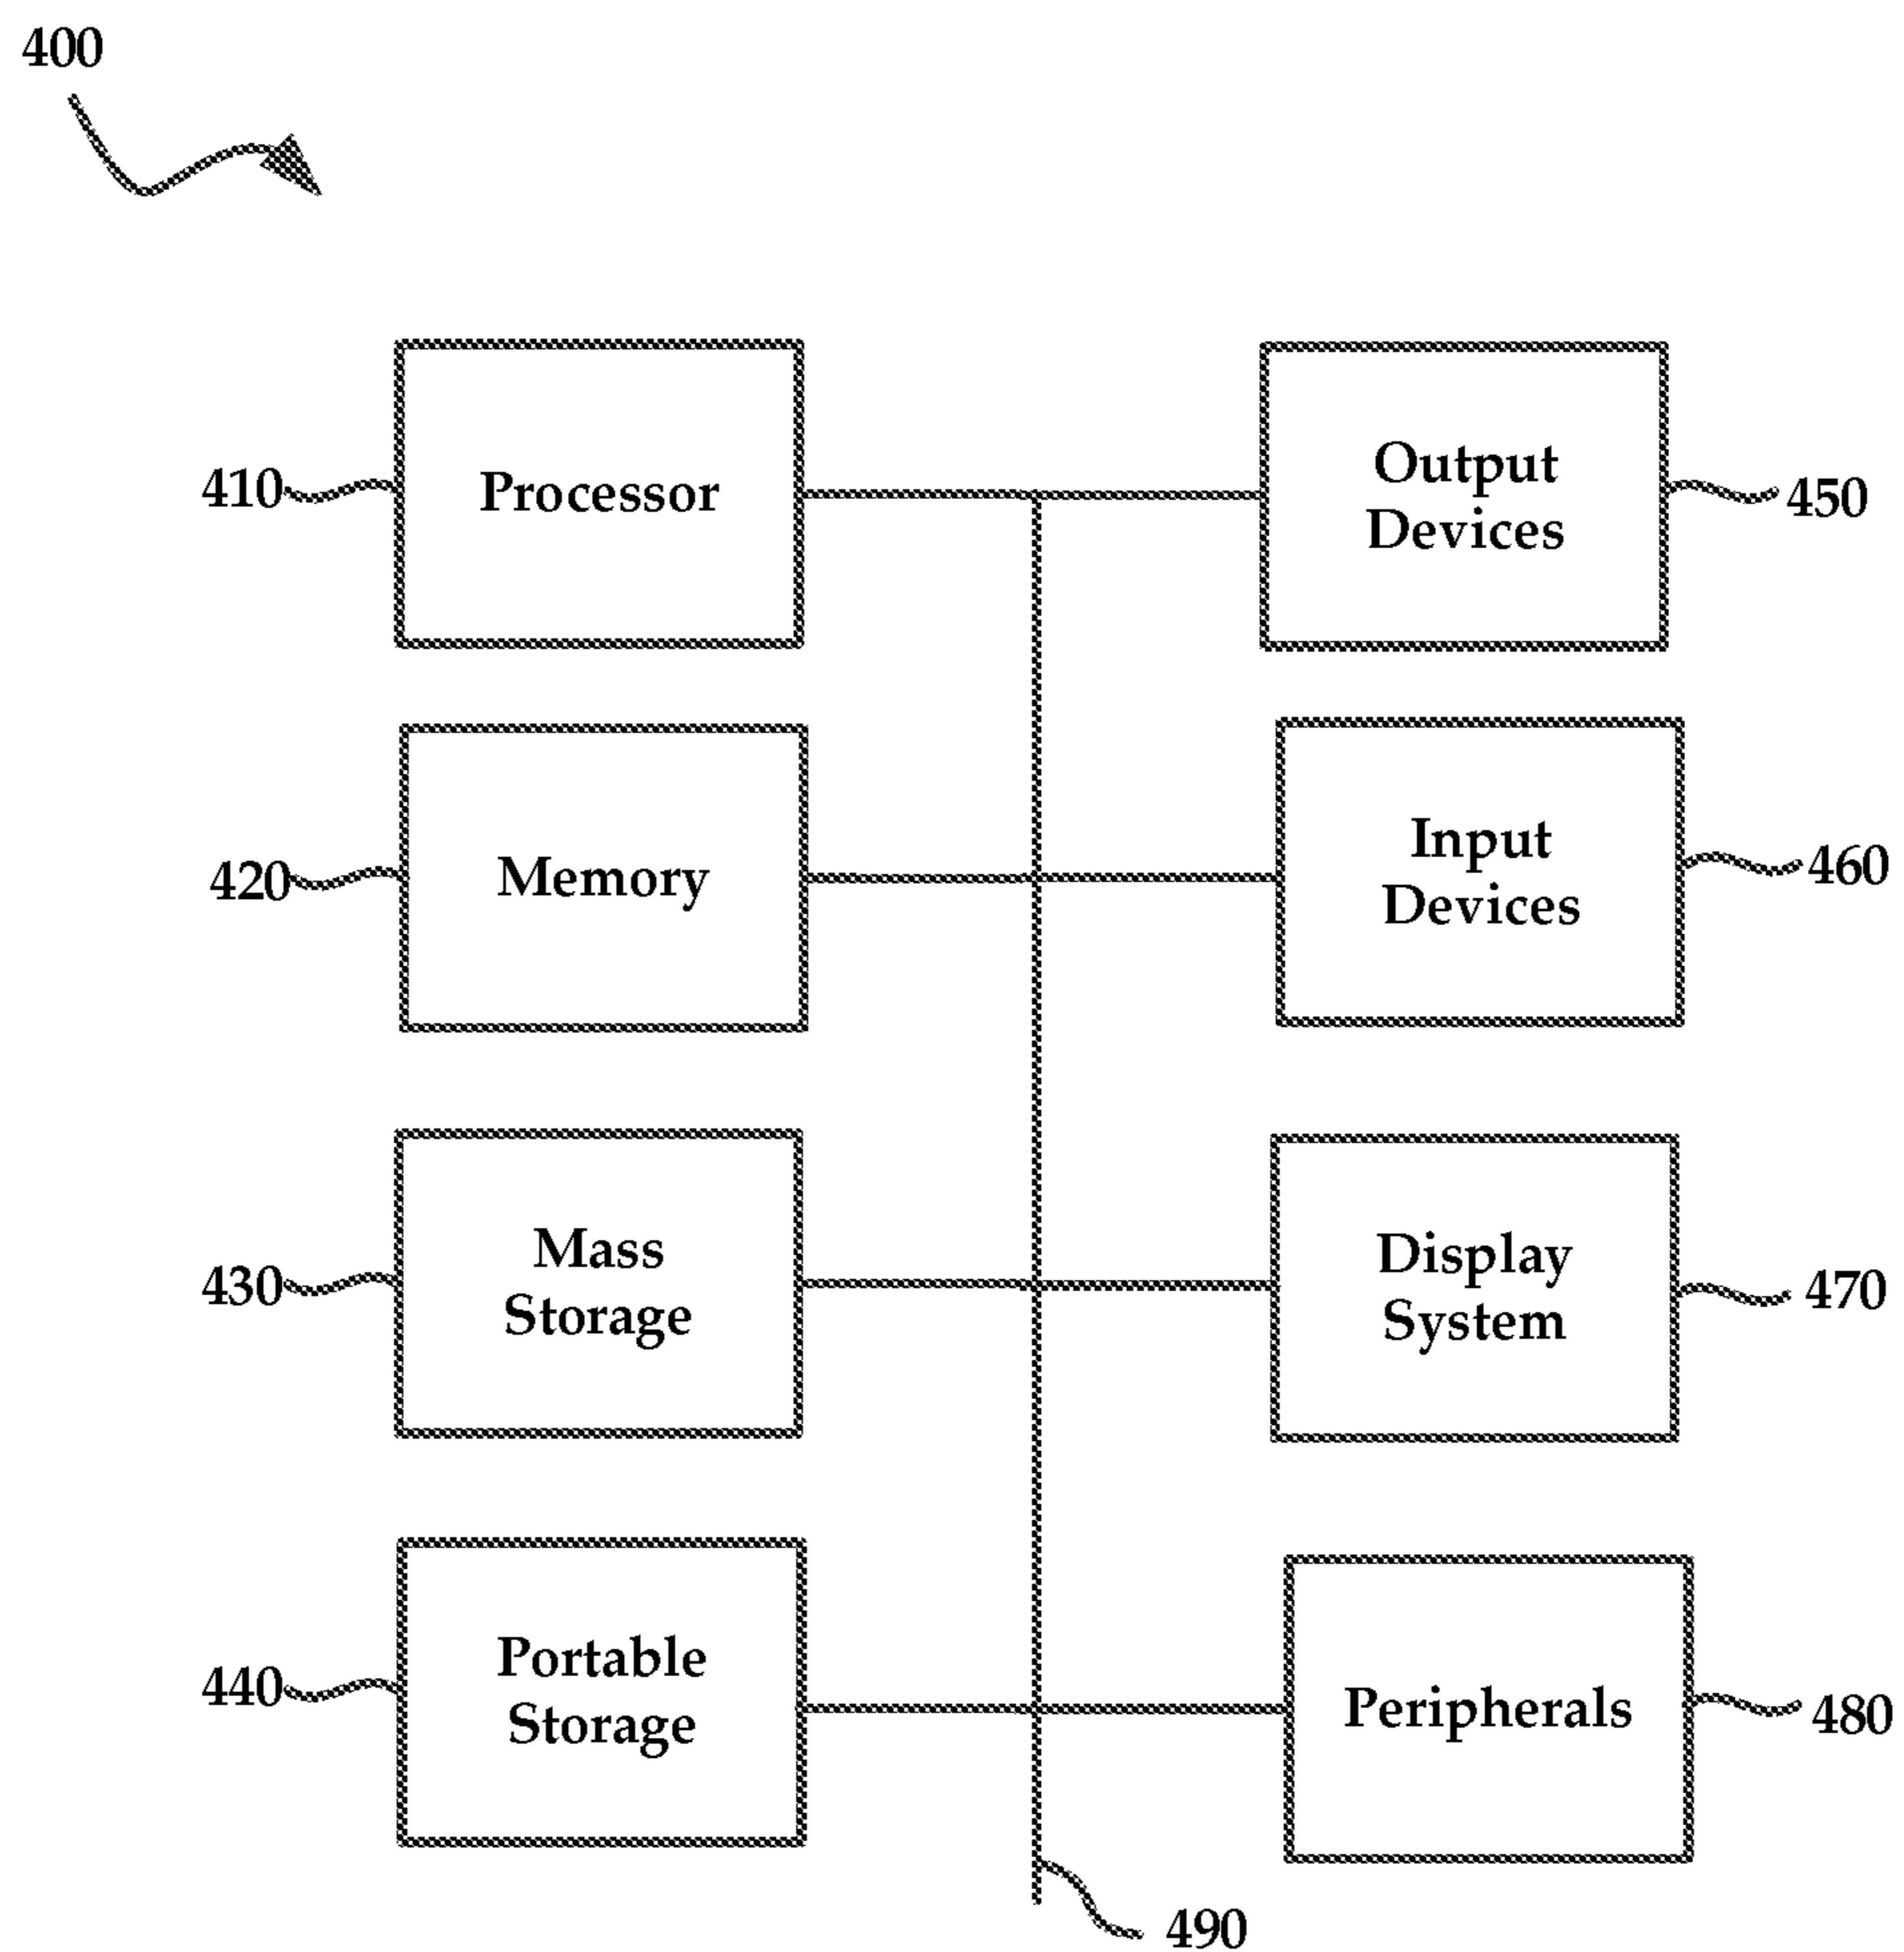 400
410
Processor
Output
Devices
450
420
Memory
Input
Devices
460
430
Mass
Storage
Display
System
470
440
Portable
Storage
Peripherals
480
490